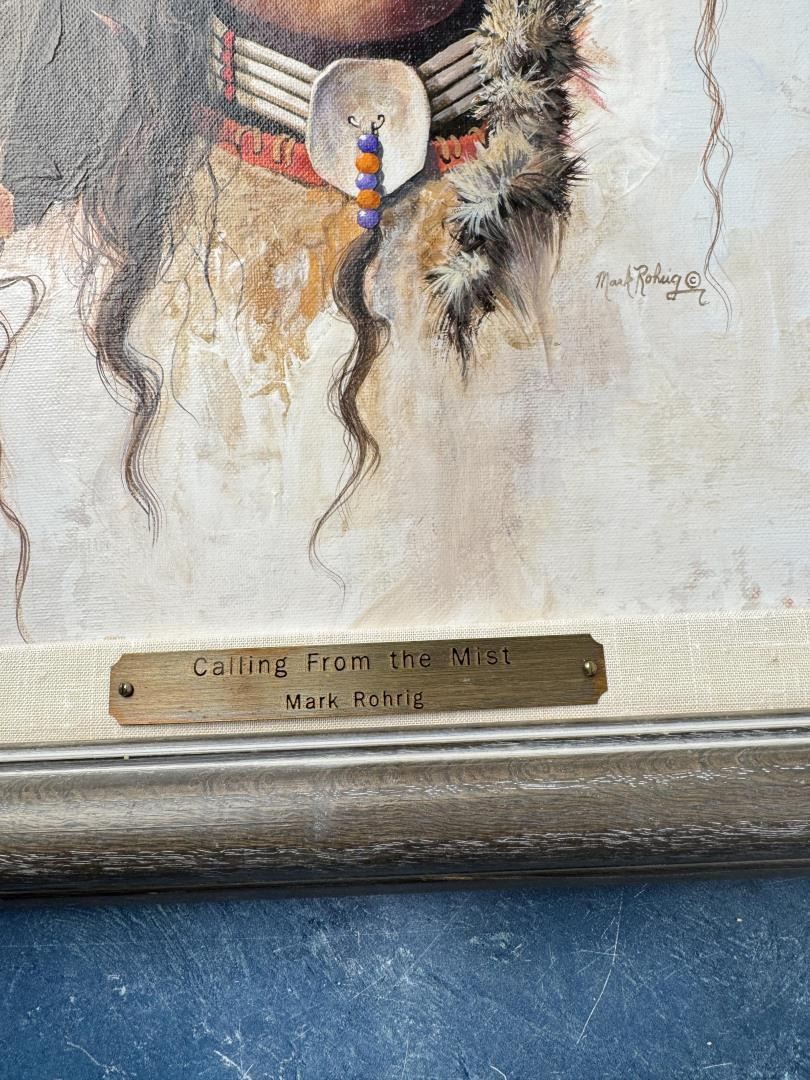 Mark Rohrig ©
Calling From the Mist
Mark Rohrig